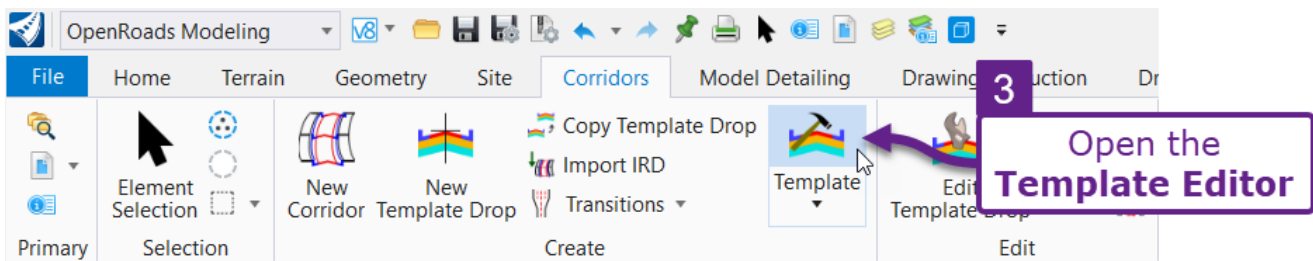 OpenRoads Modeling
V8
File Home Terrain Geometry Site Corridors Model Detailing
3
Open the
Template Editor
Copy Template Drop
Import IRD
Transitions
Element
Selection
New
Corridor
New
Template Drop
Template
Edit
Template
Primary Selection Create Edit